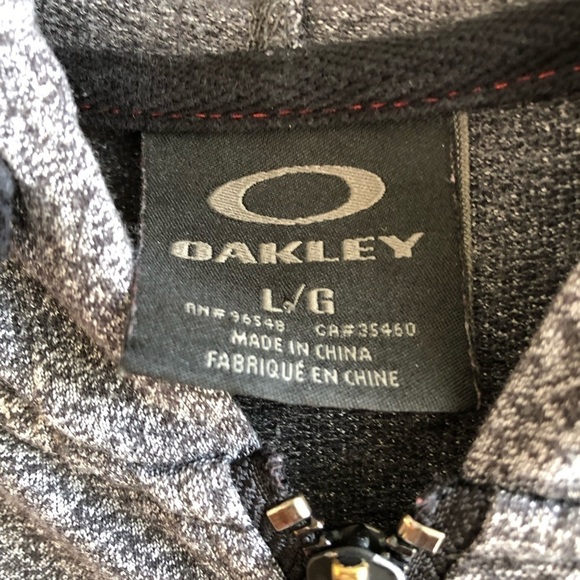 OAKLEY
L/G
RN# 96548 CA# 35460
MADE IN CHINA
FABRIQUÉ EN CHINE